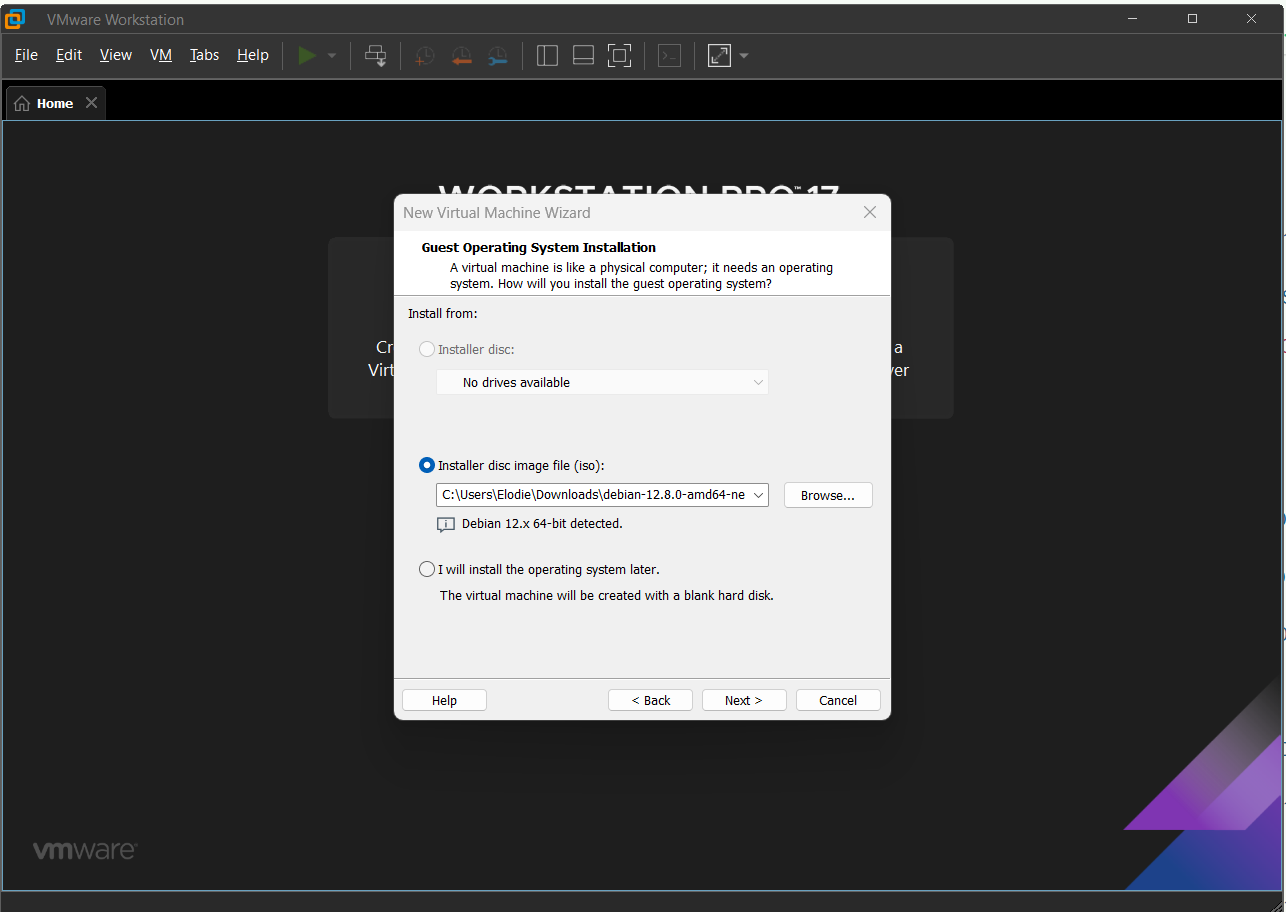 VMware Workstation
File Edit View VM Tabs Help
Home
WORKSTATION PRO™ 17
New Virtual Machine Wizard
Guest Operating System Installation
A virtual machine is like a physical computer; it needs an operating
system. How will you install the guest operating system?
Install from:
Installer disc:
No drives available
Installer disc image file (iso):
C:\Users\Elodie\Downloads\debian-12.8.0-amd64-ne
Browse...
Debian 12.x 64-bit detected.
I will install the operating system later.
The virtual machine will be created with a blank hard disk.
Help < Back Next > Cancel
Cr a
Virt ver
vmware